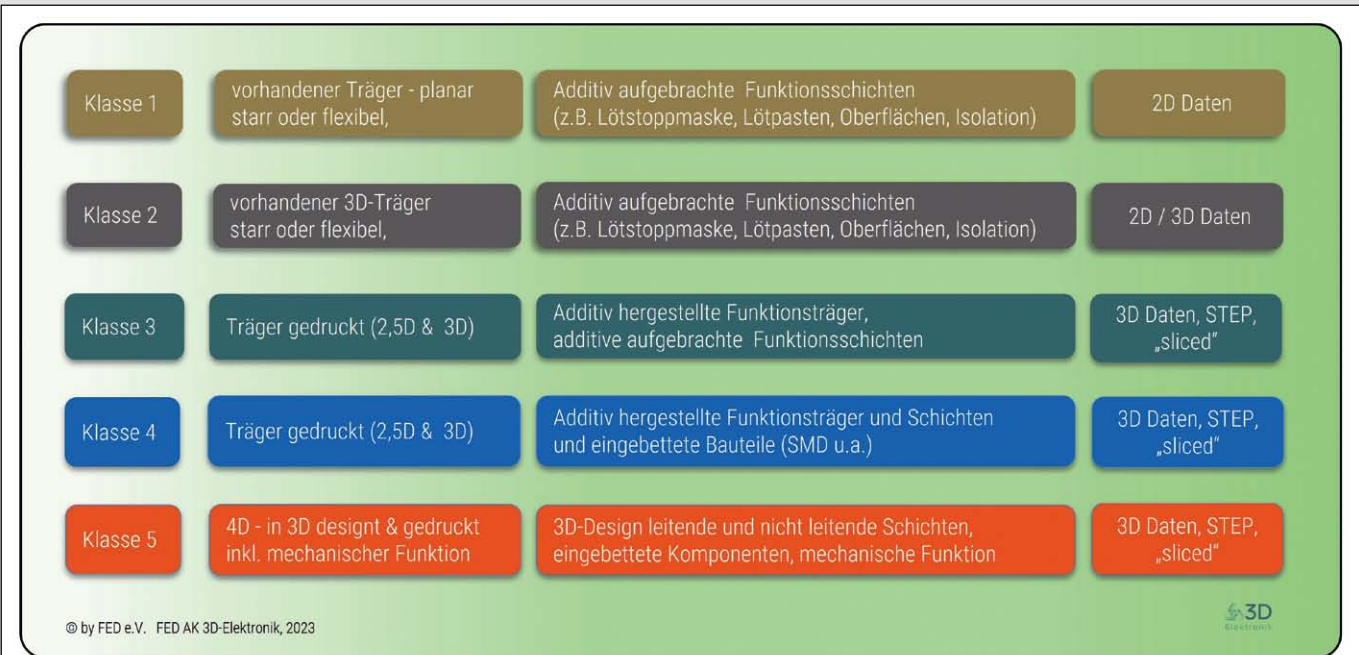 Klasse 1
vorhandener Träger - planar
starr oder flexibel,
Additiv aufgebrachte Funktionsschichten
(z.B. Lötstoppmaske, Lötpasten, Oberflächen, Isolation)
2D Daten
Klasse 2
vorhandener 3D-Träger
starr oder flexibel,
Additiv aufgebrachte Funktionsschichten
(z.B. Lötstoppmaske, Lötpasten, Oberflächen, Isolation)
2D / 3D Daten
Klasse 3
Träger gedruckt (2,5D & 3D)
Additiv hergestellte Funktionsträger,
additive aufgebrachte Funktionsschichten
3D Daten, STEP,
„sliced“
Klasse 4
Träger gedruckt (2,5D & 3D)
Additiv hergestellte Funktionsträger und Schichten
und eingebettete Bauteile (SMD u.a.)
3D Daten, STEP,
„sliced“
Klasse 5
4D - in 3D designt & gedruckt
inkl. mechanischer Funktion
3D-Design leitende und nicht leitende Schichten,
eingebettete Komponenten, mechanische Funktion
3D Daten, STEP,
„sliced“
© by FED e.V. FED AK 3D-Elektronik, 2023
3D
Elektronik